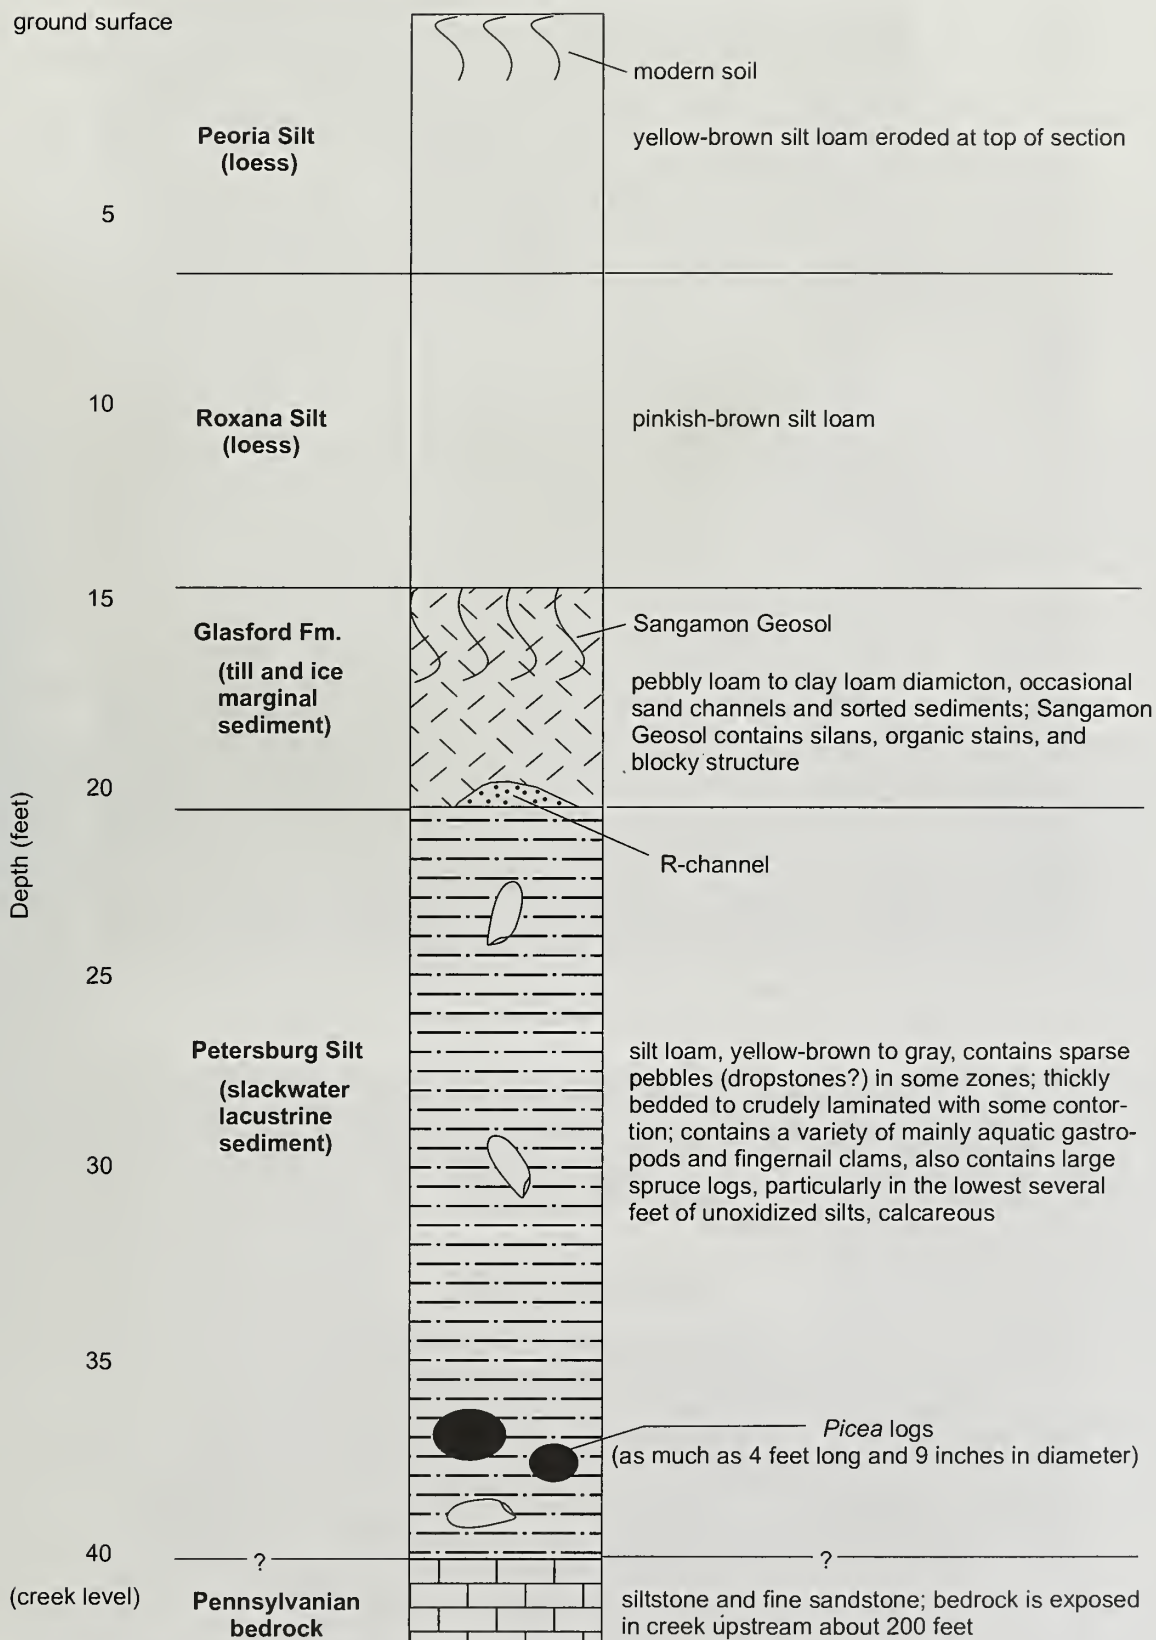 ground surface
modern soil
Peoria Silt
(loess)
yellow-brown silt loam eroded at top of section
5
10
Roxana Silt
(loess)
pinkish-brown silt loam
15
Glasford Fm.
(till and ice
marginal
sediment)
Sangamon Geosol
pebbly loam to clay loam diamicton, occasional
sand channels and sorted sediments; Sangamon
Geosol contains silans, organic stains, and
blocky structure
20
Depth (feet)
R-channel
25
Petersburg Silt
(slackwater
lacustrine
sediment)
silt loam, yellow-brown to gray, contains sparse
pebbles (dropstones?) in some zones; thickly
bedded to crudely laminated with some contor-
tion; contains a variety of mainly aquatic gastro-
pods and fingernail clams, also contains large
spruce logs, particularly in the lowest several
feet of unoxidized silts, calcareous
30
35
Picea logs
(as much as 4 feet long and 9 inches in diameter)
40
? ?
(creek level)
Pennsylvanian
bedrock
siltstone and fine sandstone; bedrock is exposed
in creek upstream about 200 feet